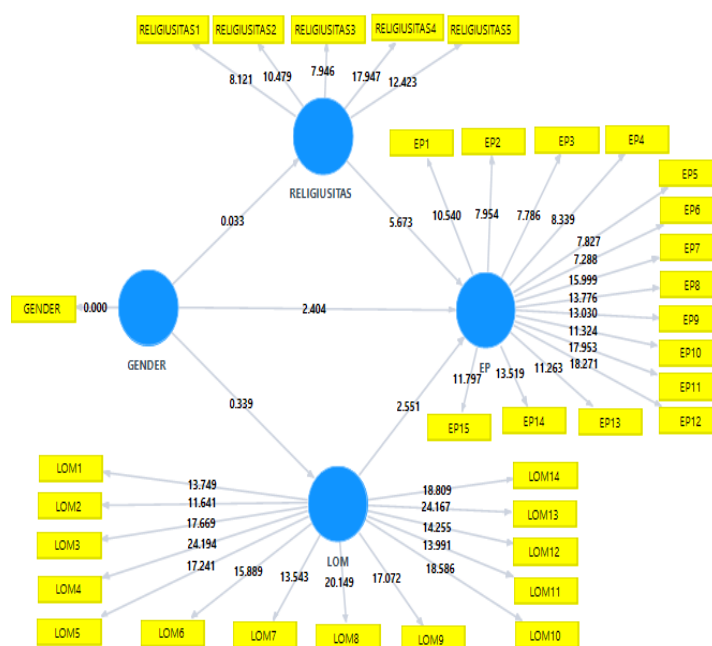 RELIGIUSITAS1
RELIGIUSITAS2
RELIGIUSITAS3
RELIGIUSITAS4
RELIGIUSITAS5
8.121
10.479
7.946
17.947
12.423
RELIGIUSITAS
EP1
EP2
EP3
EP4
EP5
EP6
EP7
EP8
EP9
EP10
EP11
EP12
EP13
EP14
EP15
10.540
7.954
7.786
8.339
7.827
7.288
15.999
13.776
13.030
11.324
17.953
18.271
11.263
13.519
11.797
EP
0.033
5.673
GENDER
0.000
GENDER
2.404
0.339
2.551
LOM1
LOM2
LOM3
LOM4
LOM5
LOM6
LOM7
LOM8
LOM9
LOM10
LOM11
LOM12
LOM13
LOM14
13.749
11.641
17.669
24.194
17.241
15.889
13.543
20.149
17.072
18.586
13.991
14.255
24.167
18.809
LOM